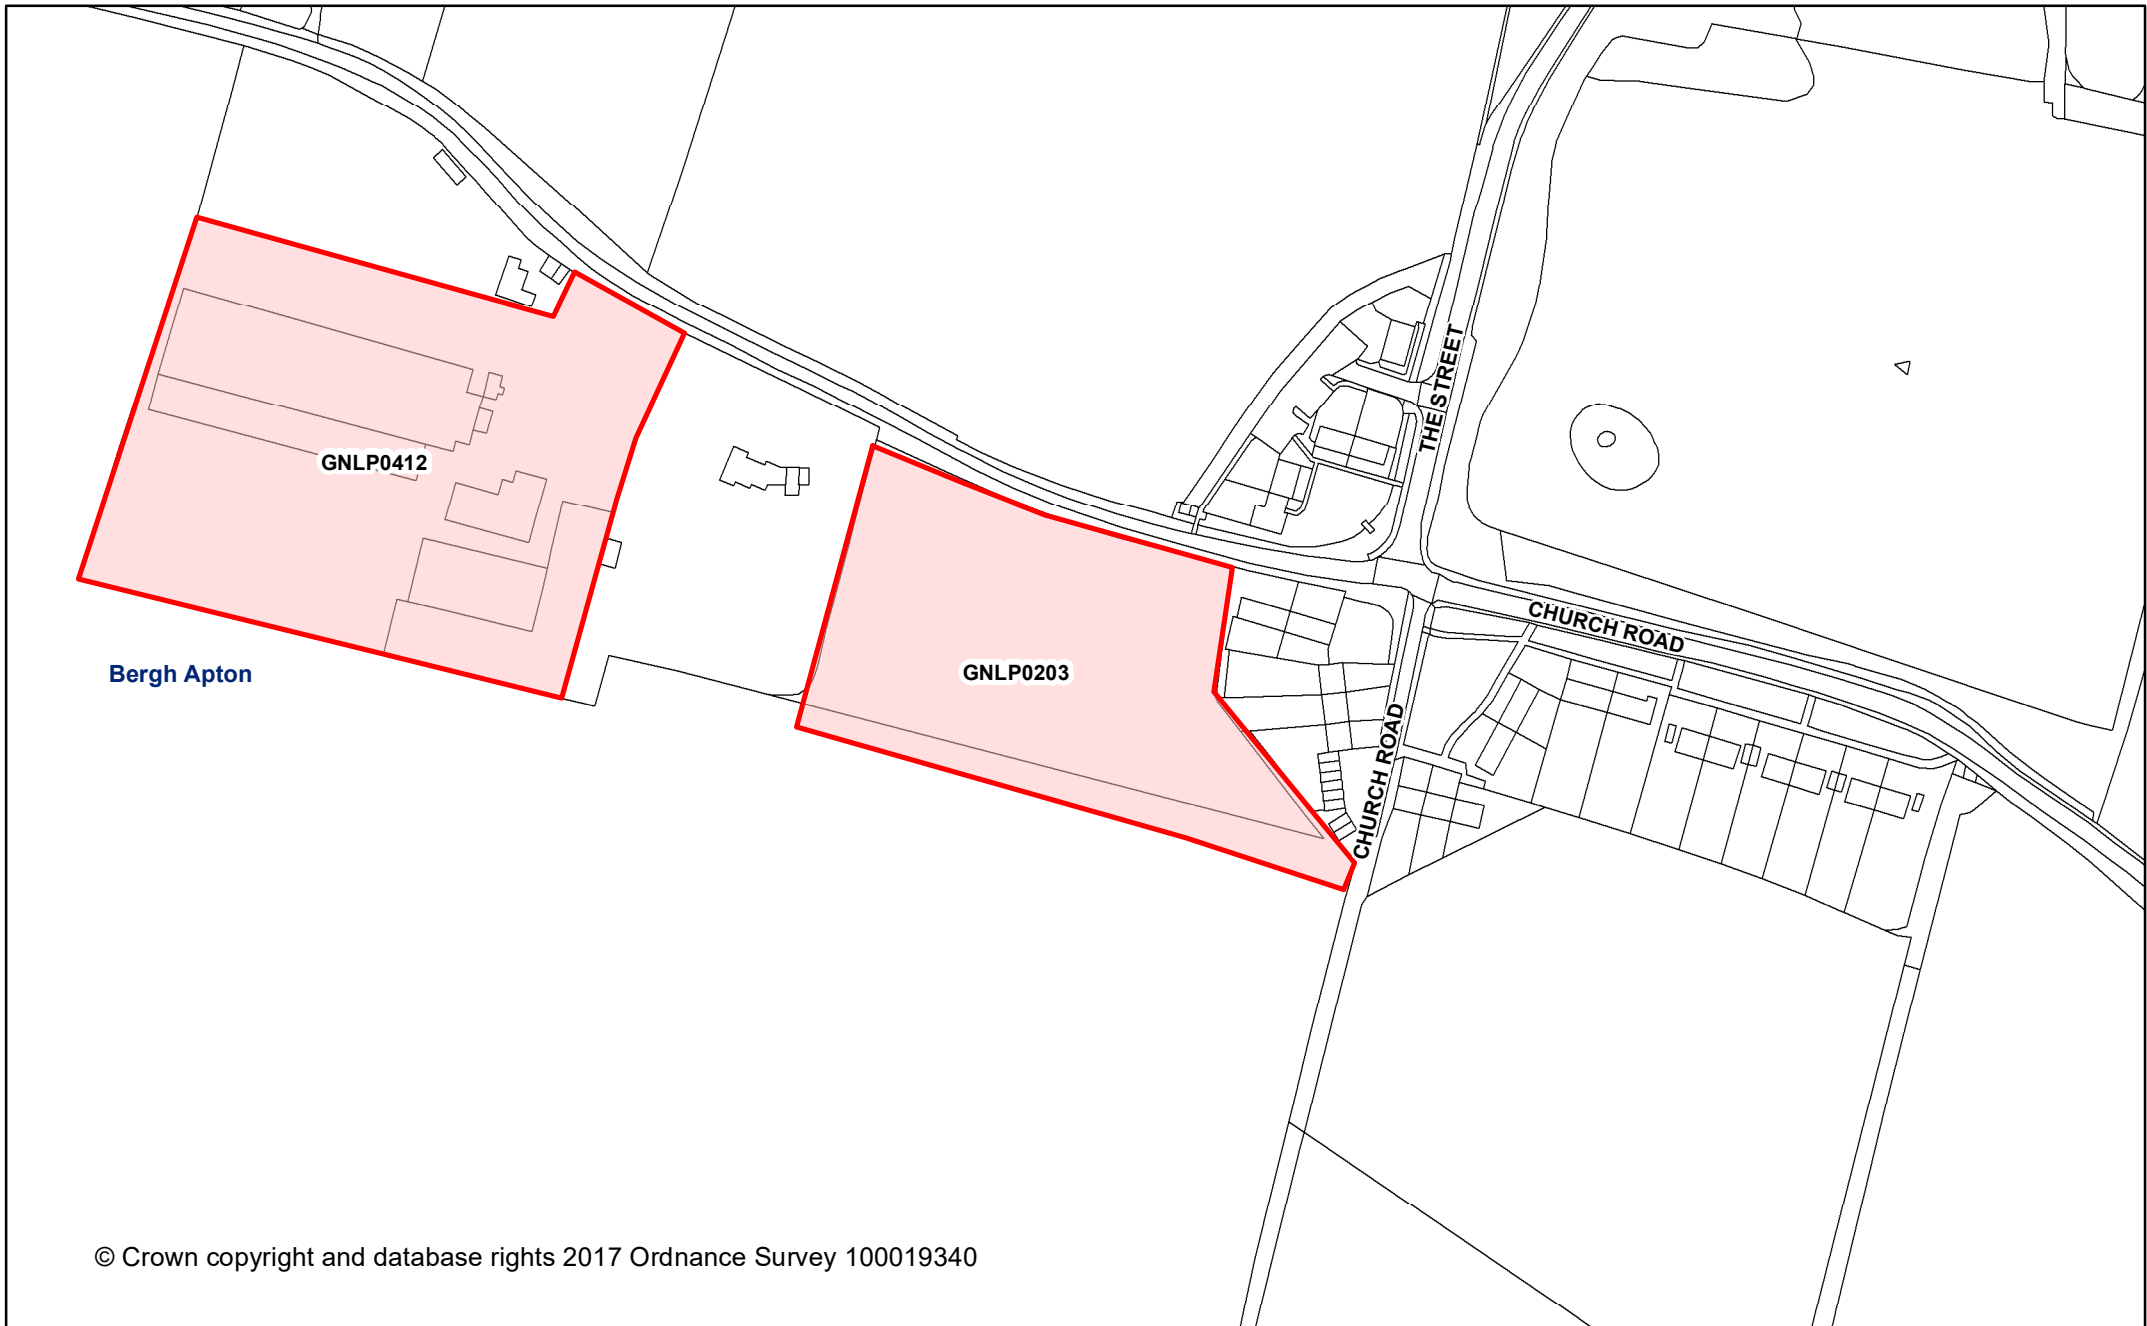 THE STREET
GNLP0412
CHURCH ROAD
Bergh Apton
GNLP0203
CHURCH ROAD
© Crown copyright and database rights 2017 Ordnance Survey 100019340